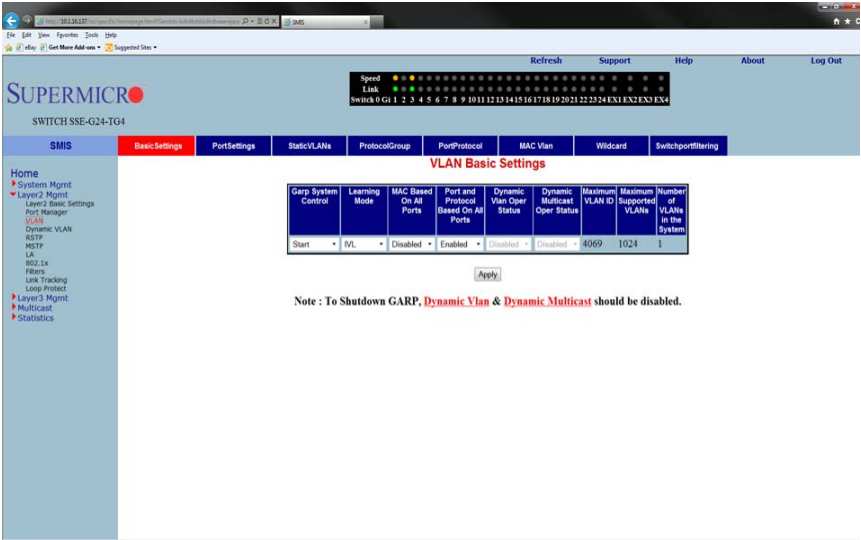 SMIS
File Edit View Favorites Tools Help
eBay Get More Add-ons Suggested Sites
Refresh Support Help About Log Out
Speed
Link
Switch 0 Gi 1 2 3 4 5 6 7 8 9 10 11 12 13 14 15 16 17 18 19 20 21 22 23 24 EX1 EX2 EX3 EX4
SUPERMICRO
SWITCH SSE-G24-TG4
SMIS BasicSettings PortSettings StaticVLANs ProtocolGroup PortProtocol MAC Vlan Wildcard Switchportfiltering
Home
System Mgmt
Layer2 Mgmt
Layer2 Basic Settings
Port Manager
VLAN
Dynamic VLAN
RSTP
MSTP
LA
802.1x
Filters
Link Tracking
Loop Protect
Layer3 Mgmt
Multicast
Statistics
VLAN Basic Settings
Garp System Control
Learning Mode
MAC Based On All Ports
Port and Protocol Based On All Ports
Dynamic Vlan Oper Status
Dynamic Multicast Oper Status
Maximum VLAN ID
Maximum Supported VLANs
Number of VLANs in the System
Start IVL Disabled Enabled Disabled Disabled 4069 1024 1
Apply
Note : To Shutdown GARP, Dynamic Vlan & Dynamic Multicast should be disabled.